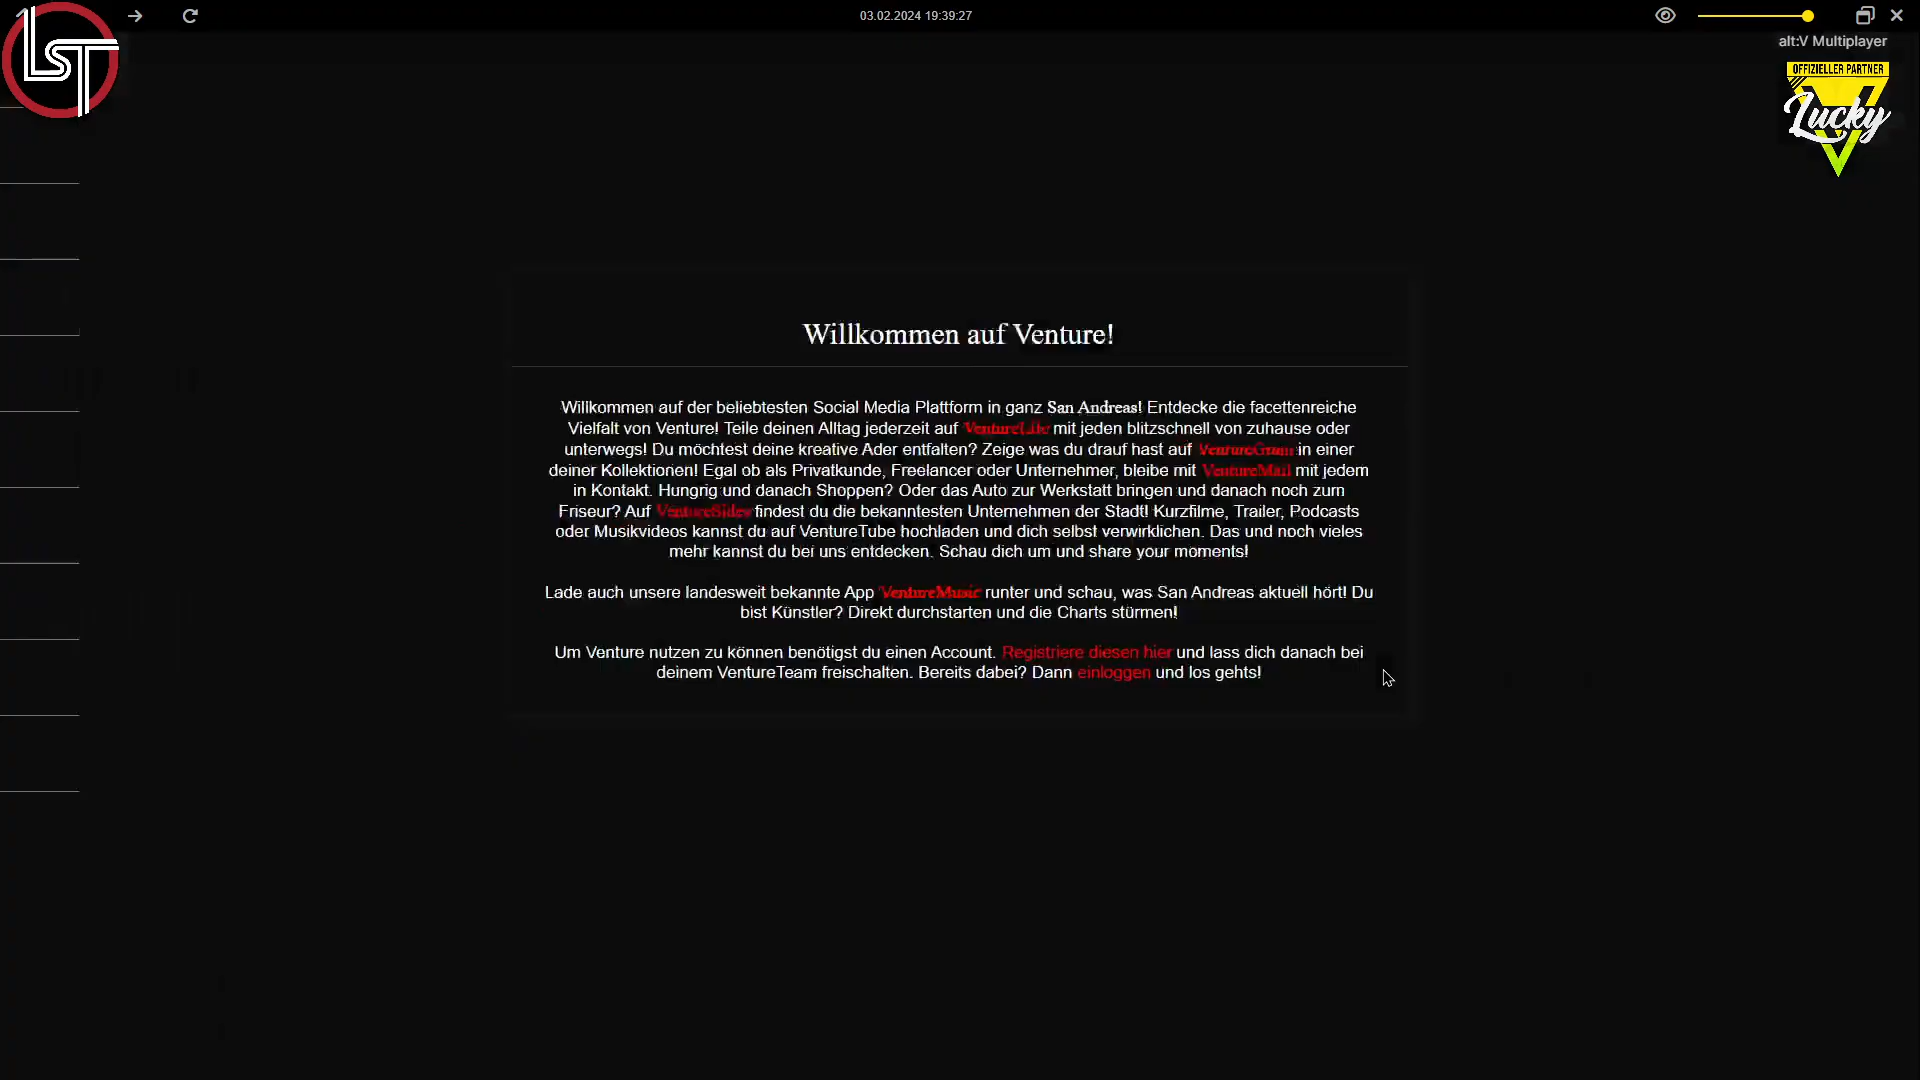 03.02.2024 19:39:27
alt:V Multiplayer
LST
OFFIZIELLER PARTNER
Lucky
Willkommen auf Venture!
Willkommen auf der beliebtesten Social Media Plattform in ganz San Andreas! Entdecke die facettenreiche
Vielfalt von Venture! Teile deinen Alltag jederzeit auf VentureLife mit jeden blitzschnell von zuhause oder
unterwegs! Du möchtest deine kreative Ader entfalten? Zeige was du drauf hast auf VentureGram in einer
deiner Kollektionen! Egal ob als Privatkunde, Freelancer oder Unternehmer, bleibe mit VentureMail mit jedem
in Kontakt. Hungrig und danach Shoppen? Oder das Auto zur Werkstatt bringen und danach noch zum
Friseur? Auf findest du die bekanntesten Unternehmen der Stadt! Kurzfilme, Trailer, Podcasts
oder Musikvideos kannst du auf VentureTube hochladen und dich selbst verwirklichen. Das und noch vieles
mehr kannst du bei uns entdecken. Schau dich um und share your moments!
Lade auch unsere landesweit bekannte App VentureMusic runter und schau, was San Andreas aktuell hört! Du
bist Künstler? Direkt durchstarten und die Charts stürmen!
Um Venture nutzen zu können benötigst du einen Account. Registriere diesen hier und lass dich danach bei
deinem VentureTeam freischalten. Bereits dabei? Dann einloggen und los gehts!